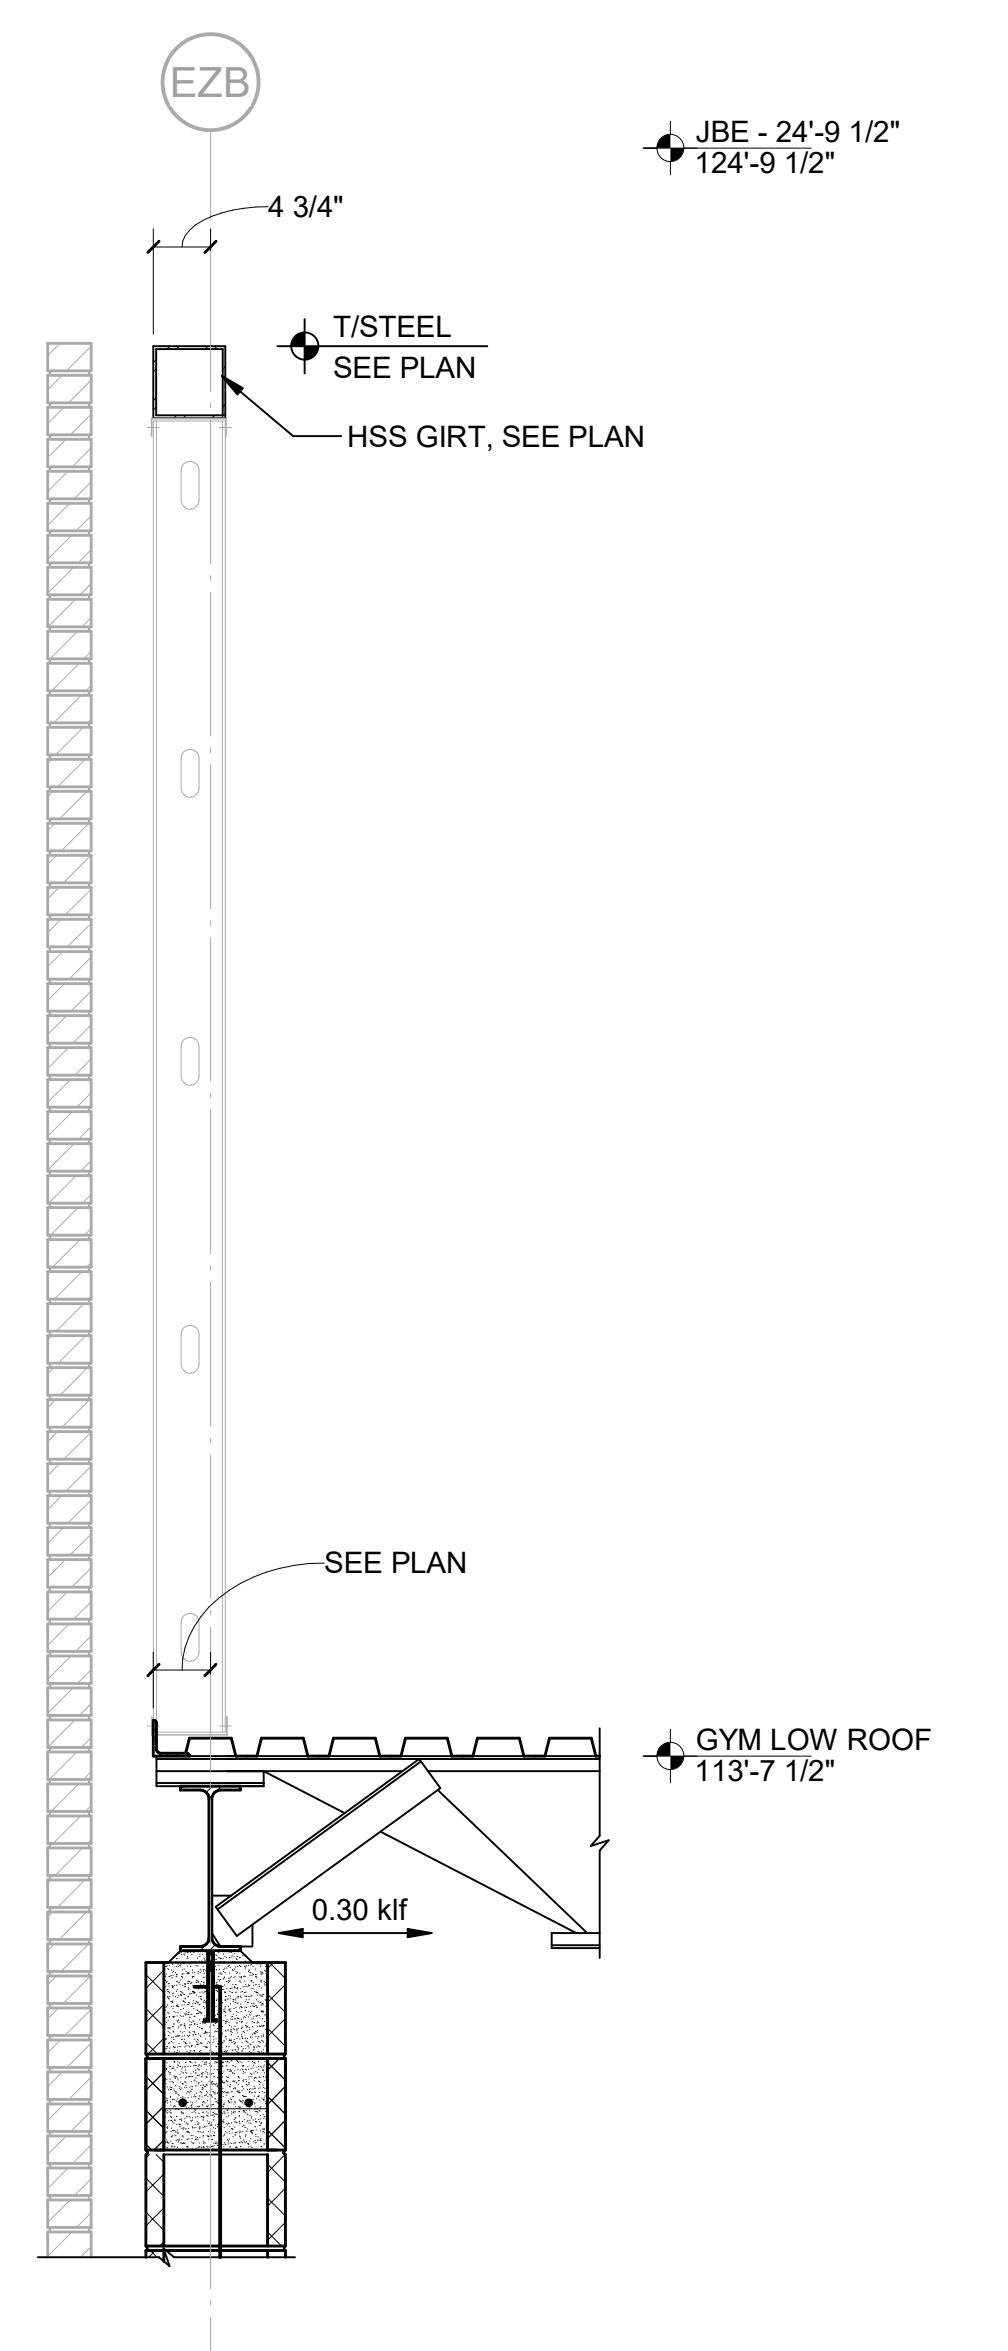 EZB
JBE - 24'-9 1/2"
124'-9 1/2"
4 3/4"
T/STEEL
SEE PLAN
HSS GIRT, SEE PLAN
SEE PLAN
GYM LOW ROOF
113'-7 1/2"
0.30 klf